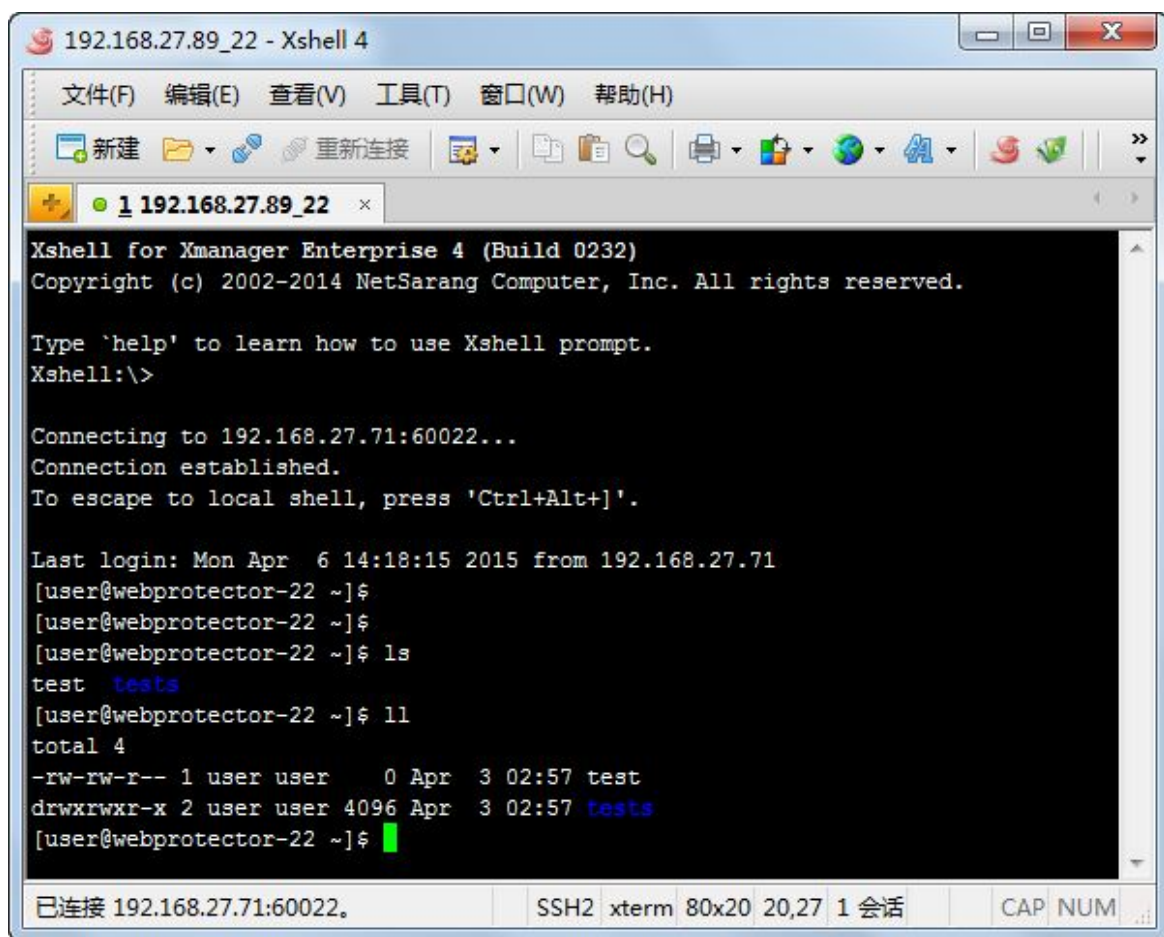 192.168.27.89_22 - Xshell 4
文件(F) 编辑(E) 查看(V) 工具(T) 窗口(W) 帮助(H)
新建 重新连接
1 192.168.27.89_22
Xshell for Xmanager Enterprise 4 (Build 0232)
Copyright (c) 2002-2014 NetSarang Computer, Inc. All rights reserved.
Type `help' to learn how to use Xshell prompt.
Xshell:\>
Connecting to 192.168.27.71:60022...
Connection established.
To escape to local shell, press 'Ctrl+Alt+]'.
Last login: Mon Apr  6 14:18:15 2015 from 192.168.27.71
[user@webprotector-22 ~]$
[user@webprotector-22 ~]$
[user@webprotector-22 ~]$ ls
test  tests
[user@webprotector-22 ~]$ ll
total 4
-rw-rw-r-- 1 user user    0 Apr  3 02:57 test
drwxrwxr-x 2 user user 4096 Apr  3 02:57 tests
[user@webprotector-22 ~]$
已连接 192.168.27.71:60022。 SSH2 xterm 80x20 20,27 1 会话 CAP NUM